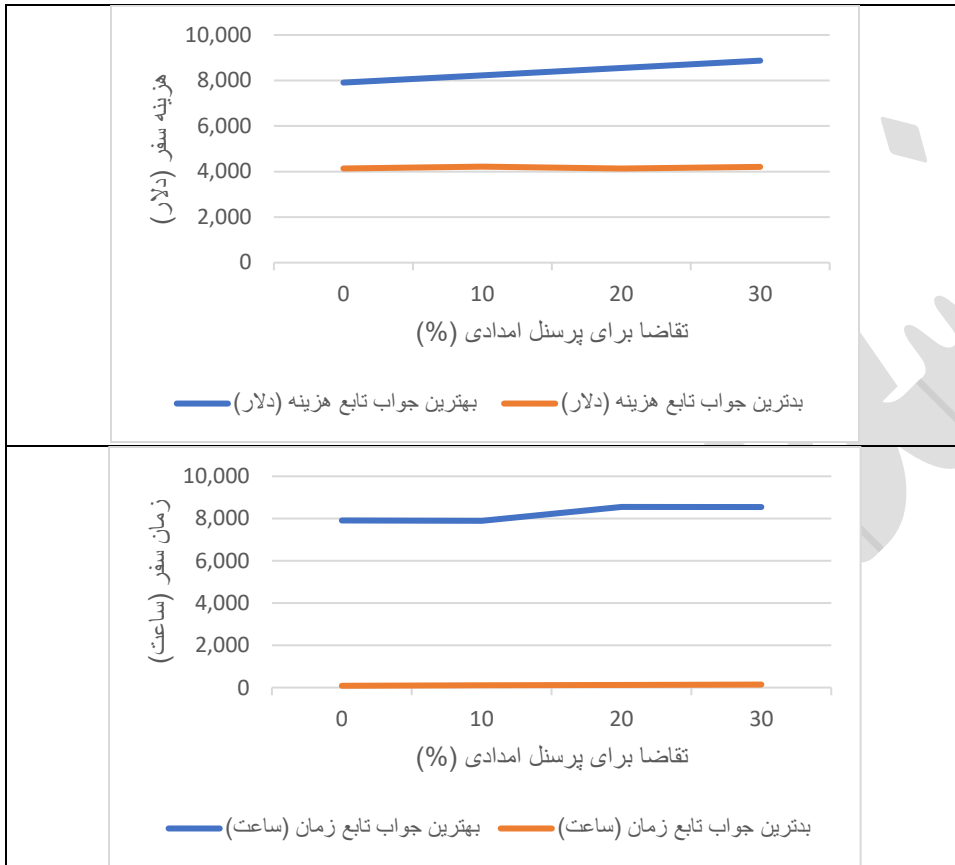 10,000
8,000
6,000
4,000
2,000
0
هزینه سفر (دلار)
0 10 20 30
تقاضا برای پرسنل امدادی (%)
بهترین جواب تابع هزینه (دلار) بدترین جواب تابع هزینه (دلار)
10,000
8,000
6,000
4,000
2,000
0
زمان سفر (ساعت)
0 10 20 30
تقاضا برای پرسنل امدادی (%)
بهترین جواب تابع زمان (ساعت) بدترین جواب تابع زمان (ساعت)